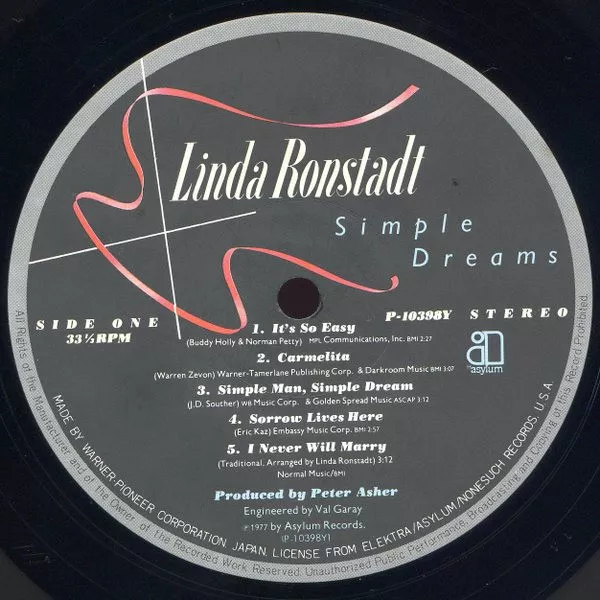 Linda Ronstadt
Simple
Dreams
SIDE ONE
33⅓RPM
P-10398Y STEREO
asylum
1. It's So Easy
(Buddy Holly & Norman Petty) MPL Communications, Inc. BMI 2:27
2. Carmelita
(Warren Zevon) Warner-Tamerlane Publishing Corp. & Darkroom Music BMI 3:07
3. Simple Man, Simple Dream
(J.D. Souther) WB Music Corp. & Golden Spread Music ASCAP 3:12
4. Sorrow Lives Here
(Eric Kaz) Embassy Music Corp. BMI 2:57
5. I Never Will Marry
(Traditional, Arranged by Linda Ronstadt) 3:12
Normal Music/BMI
Produced by Peter Asher
Engineered by Val Garay
℗1977 by Asylum Records.
(P-10398Y)
MADE BY WARNER-PIONEER CORPORATION, JAPAN. LICENSE FROM ELEKTRA/ASYLUM/NONESUCH RECORDS, U.S.A.
All Rights of the Manufacturer and of the Owner of the Recorded Work Reserved. Unauthorized Public Performance, Broadcasting and Copying of this Record Prohibited.